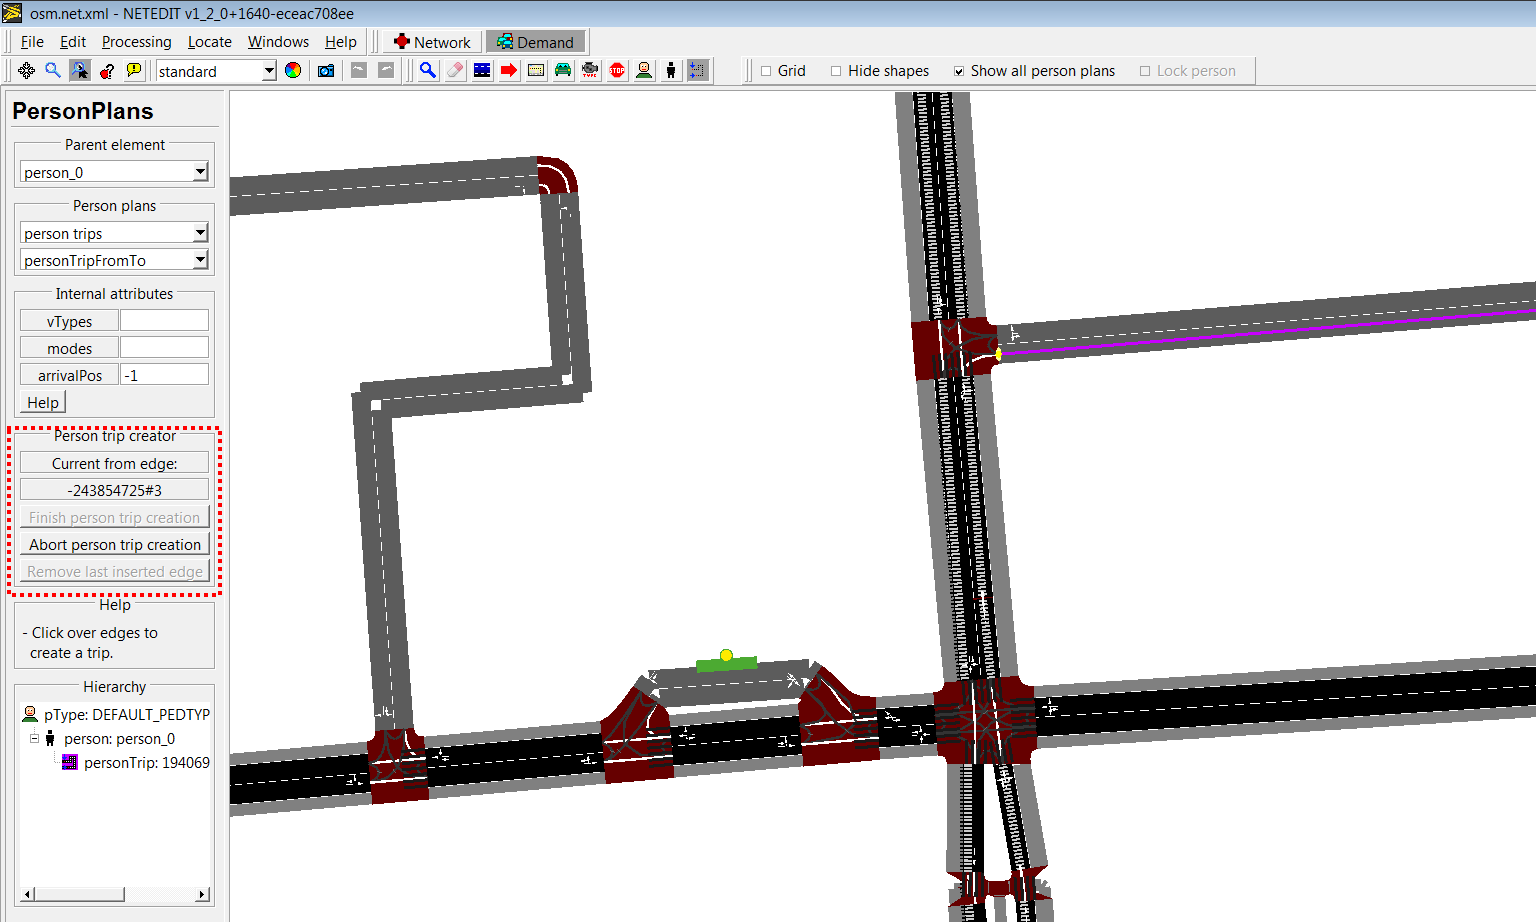 osm.net.xml - NETEDIT v1_2_0+1640-eceac708ee
File Edit Processing Locate Windows Help Network Demand
standard TYPE STOP Grid Hide shapes Show all person plans Lock person
PersonPlans
Parent element
person_0
Person plans
person trips
personTripFromTo
Internal attributes
vTypes
modes
arrivalPos -1
Help
Person trip creator
Current from edge:
-243854725#3
Finish person trip creation
Abort person trip creation
Remove last inserted edge
Help
- Click over edges to
create a trip.
Hierarchy
pType: DEFAULT_PEDTYP
person: person_0
personTrip: 194069